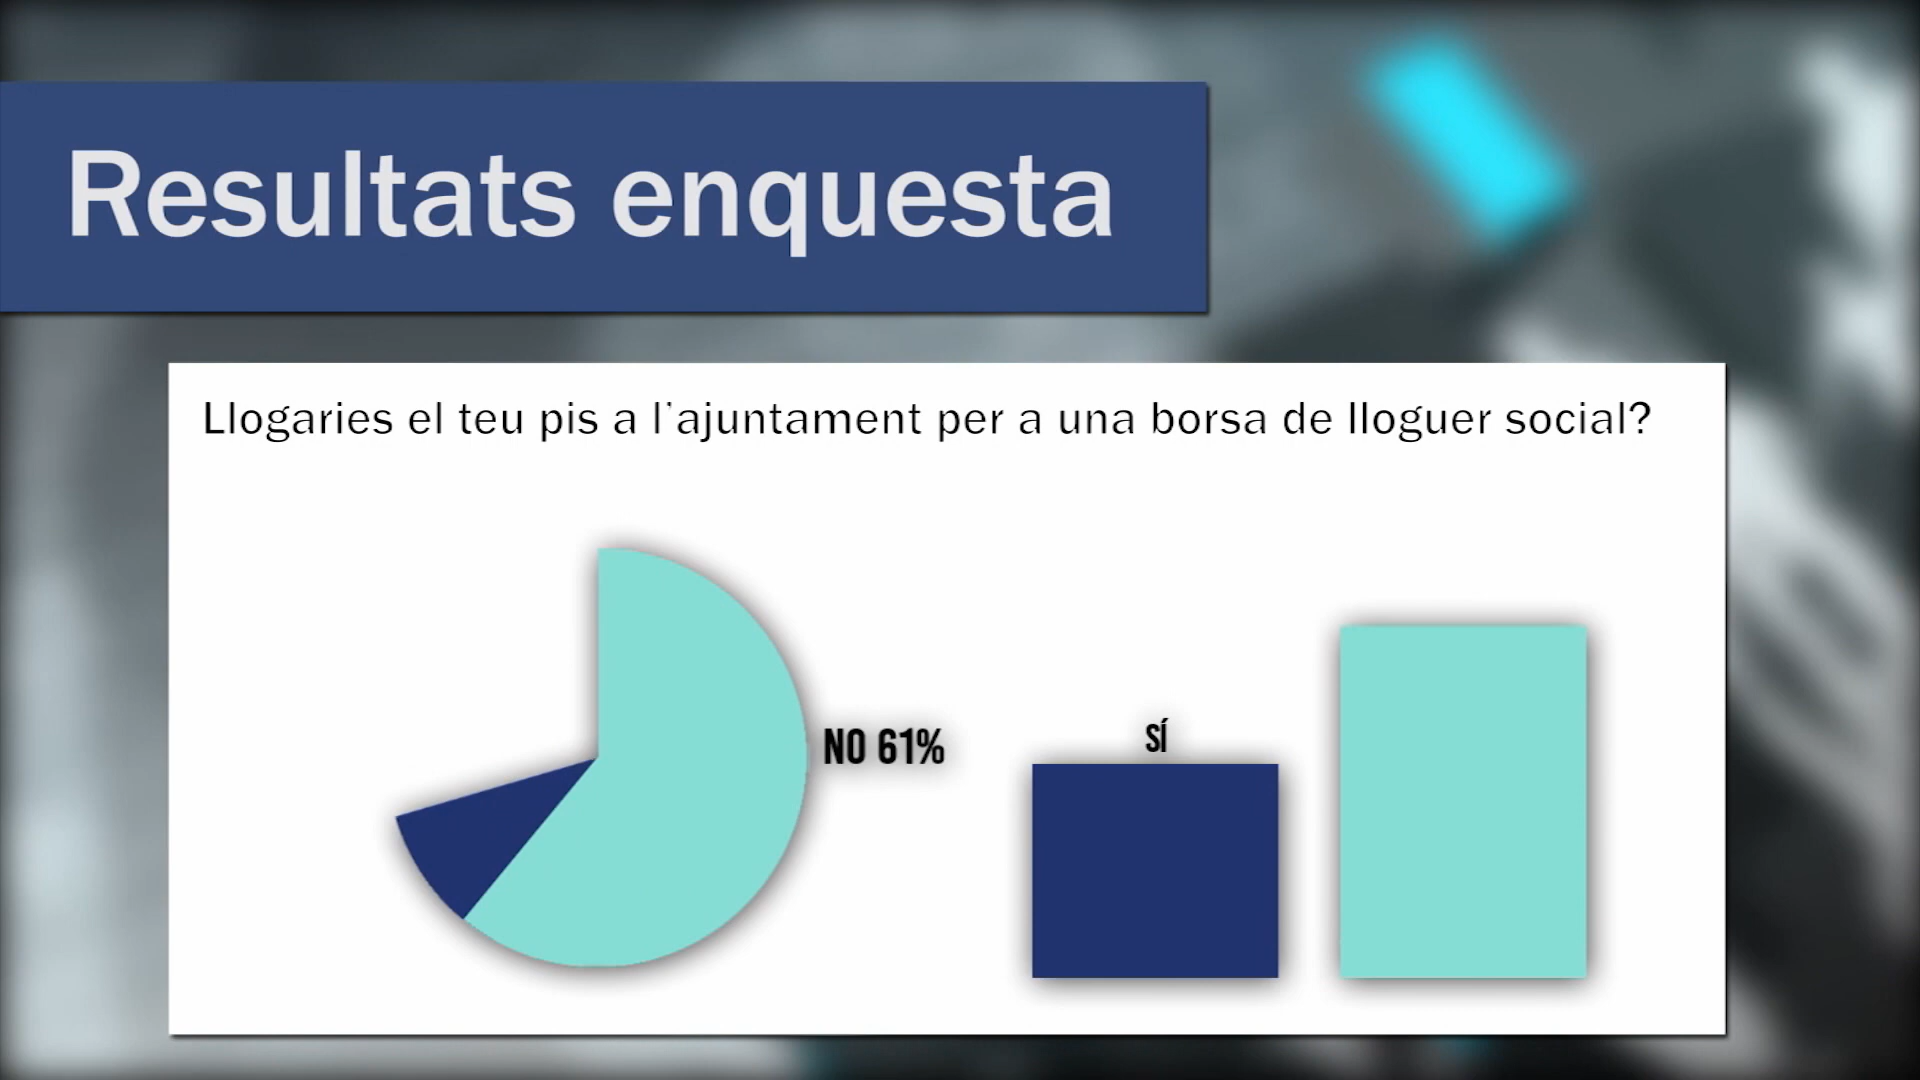 Resultats enquesta
Llogaries el teu pis a l'ajuntament per a una borsa de lloguer social?
NO 61%
SÍ